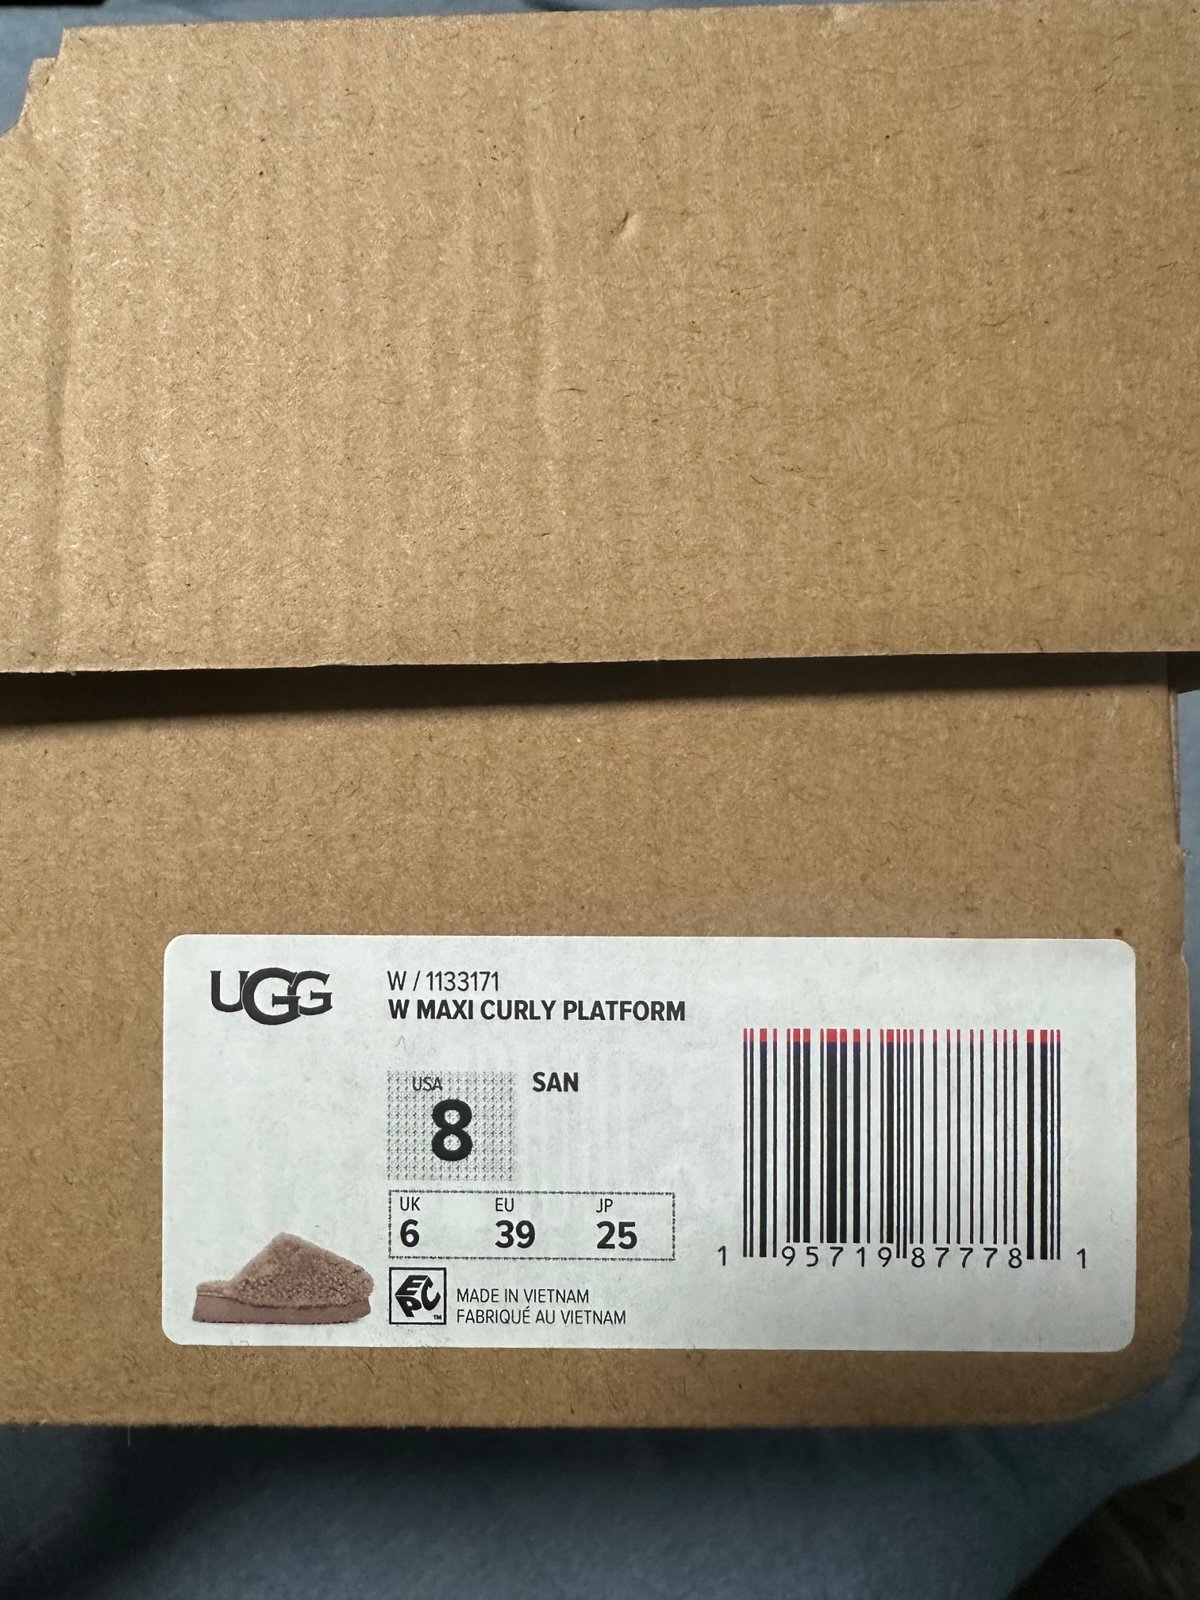 UGG
W / 1133171
W MAXI CURLY PLATFORM
USA
8
SAN
UK EU JP
6 39 25
EPC™
MADE IN VIETNAM
FABRIQUÉ AU VIETNAM
1 95719 87778 1